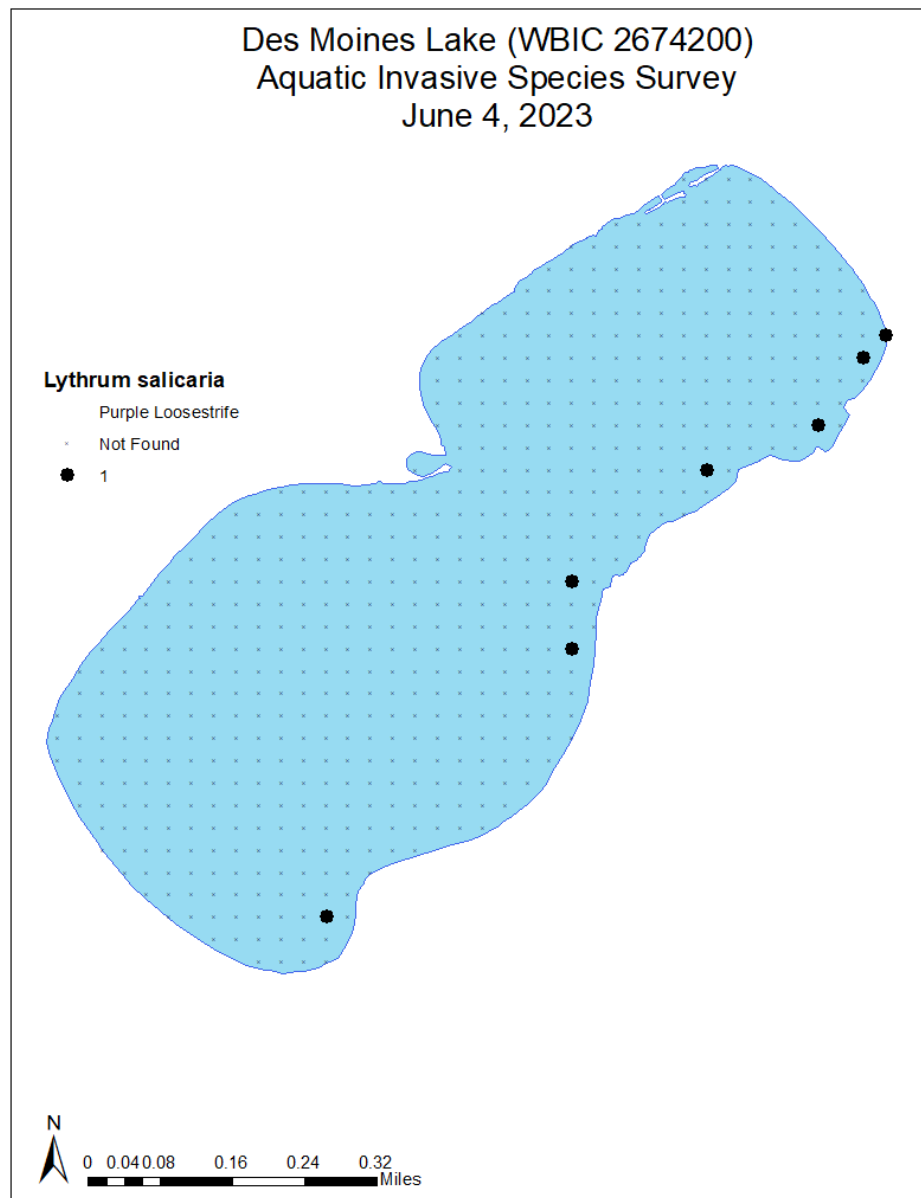 Des Moines Lake (WBIC 2674200)
Aquatic Invasive Species Survey
June 4, 2023
Lythrum salicaria
Purple Loosestrife
Not Found
1
N
0 0.04 0.08 0.16 0.24 0.32
Miles